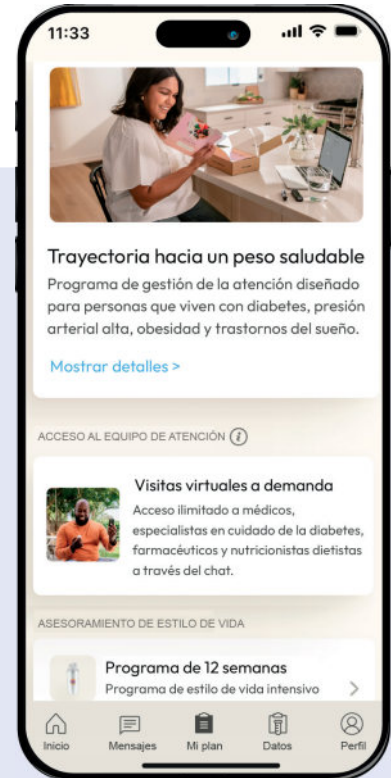 11:33
Trayectoria hacia un peso saludable
Programa de gestión de la atención diseñado
para personas que viven con diabetes, presión
arterial alta, obesidad y trastornos del sueño.
Mostrar detalles >
ACCESO AL EQUIPO DE ATENCIÓN
Visitas virtuales a demanda
Acceso ilimitado a médicos,
especialistas en cuidado de la diabetes,
farmacéuticos y nutricionistas dietistas
a través del chat.
ASESORAMIENTO DE ESTILO DE VIDA
Programa de 12 semanas
Programa de estilo de vida intensivo
Inicio Mensajes Mi plan Datos Perfil